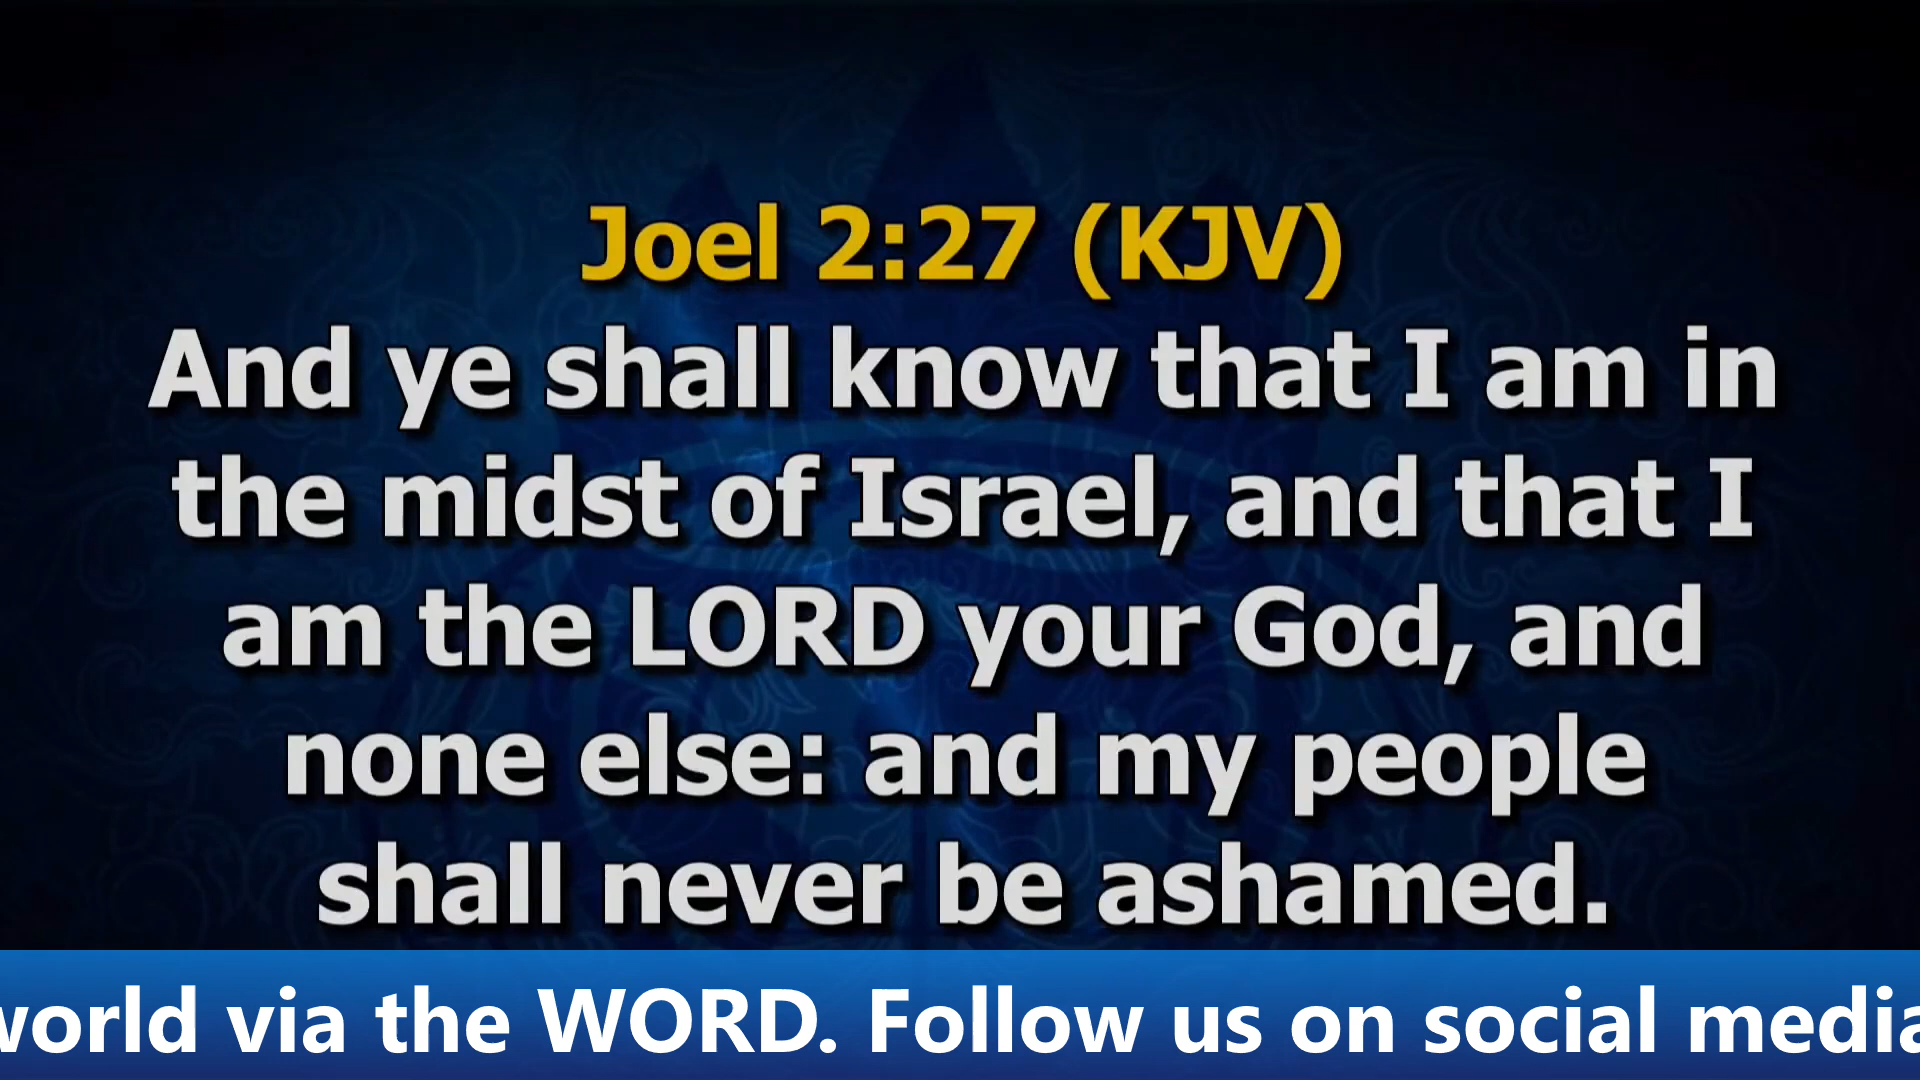 Joel 2:27 (KJV)
And ye shall know that I am in
the midst of Israel, and that I
am the LORD your God, and
none else: and my people
shall never be ashamed.
world via the WORD. Follow us on social media